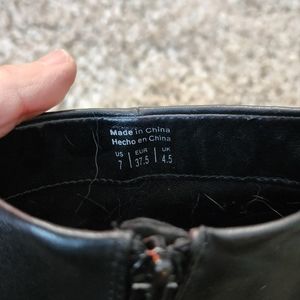 Made in China
Hecho en China
US | EUR | UK
7 | 37.5 | 4.5